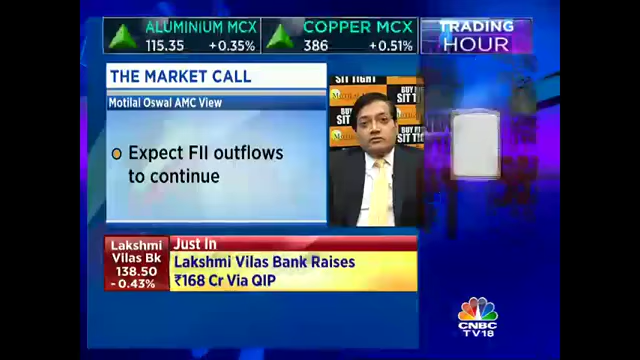 ALUMINIUM MCX
115.35 +0.35%
COPPER MCX
386 +0.51%
TRADING
HOUR
THE MARKET CALL
Motilal Oswal AMC View
Expect FII outflows
to continue
SIT TIGHT
BUY
SIT
Lakshmi
Vilas Bk
138.50
-0.43%
Just In
Lakshmi Vilas Bank Raises
₹168 Cr Via QIP
CNBC
TV18